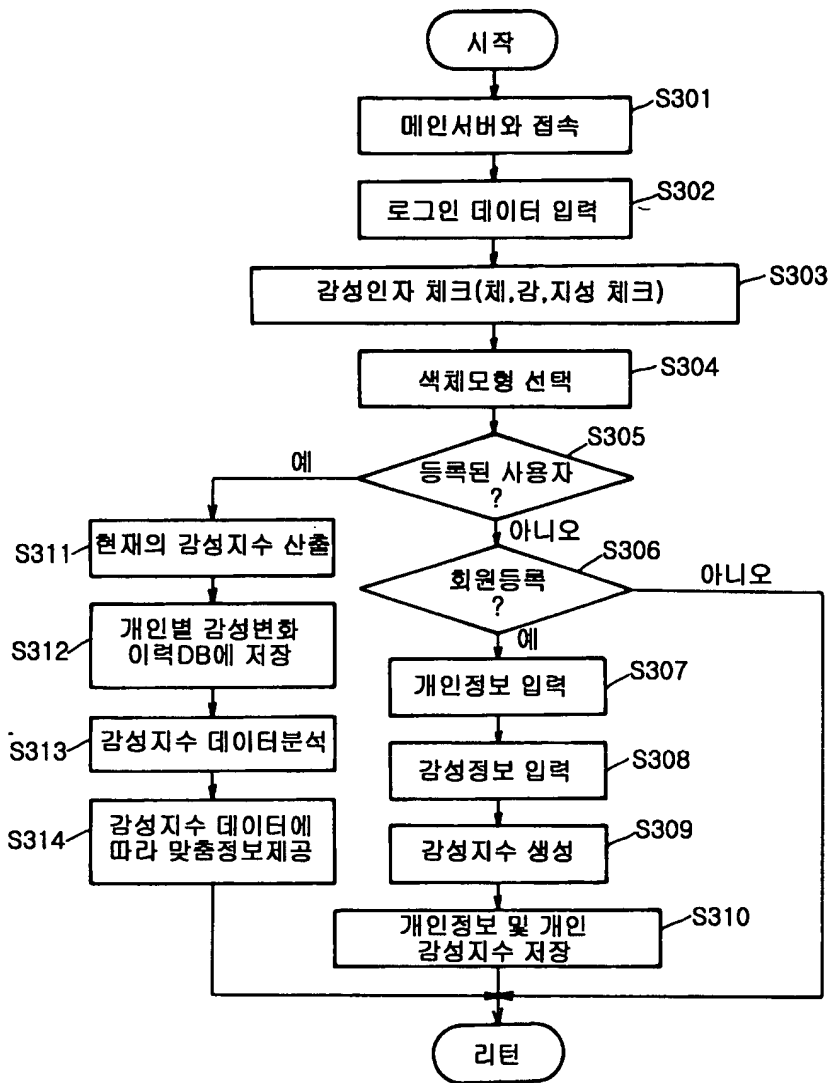 시작
S301
메인서버와 접속
S302
로그인 데이터 입력
S303
감성인자 체크(체,감,지성 체크)
S304
색체모형 선택
S305
예
등록된 사용자
?
아니오
S311
현재의 감성지수 산출
S306
회원등록
?
아니오
예
S312
개인별 감성변화
이력DB에 저장
S307
개인정보 입력
S313
감성지수 데이터분석
S308
감성정보 입력
S314
감성지수 데이터에
따라 맞춤정보제공
S309
감성지수 생성
S310
개인정보 및 개인
감성지수 저장
리턴